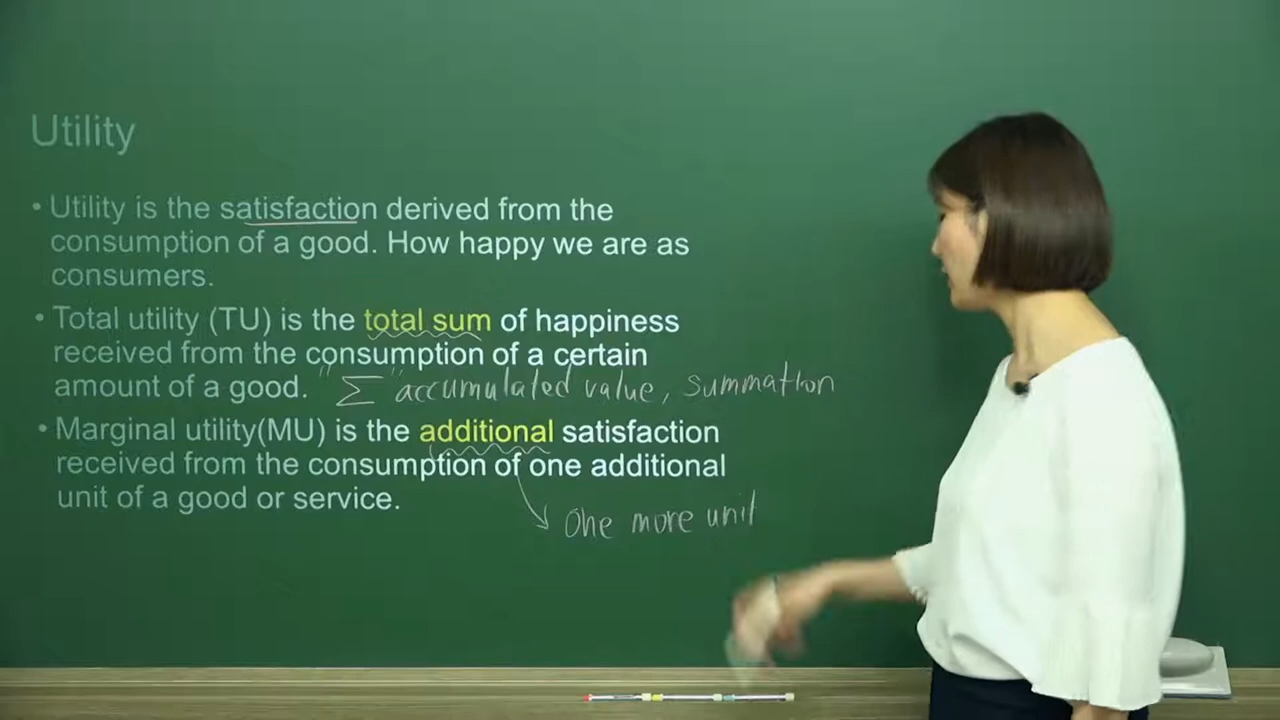 Utility
• Utility is the satisfaction derived from the
consumption of a good. How happy we are as
consumers.
• Total utility (TU) is the total sum of happiness
received from the consumption of a certain
amount of a good. " Σ " accumulated value, summation
• Marginal utility(MU) is the additional satisfaction
received from the consumption of one additional
unit of a good or service.
One more unit